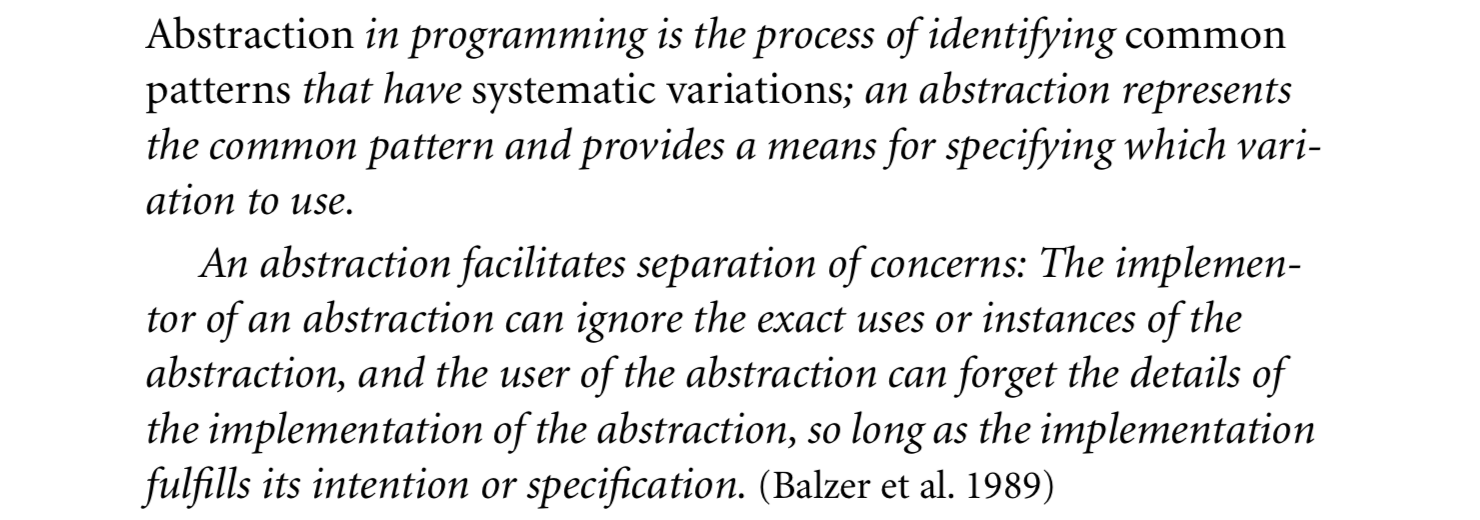 Abstraction in programming is the process of identifying common
patterns that have systematic variations; an abstraction represents
the common pattern and provides a means for specifying which vari-
ation to use.
An abstraction facilitates separation of concerns: The implemen-
tor of an abstraction can ignore the exact uses or instances of the
abstraction, and the user of the abstraction can forget the details of
the implementation of the abstraction, so long as the implementation
fulfills its intention or specification. (Balzer et al. 1989)